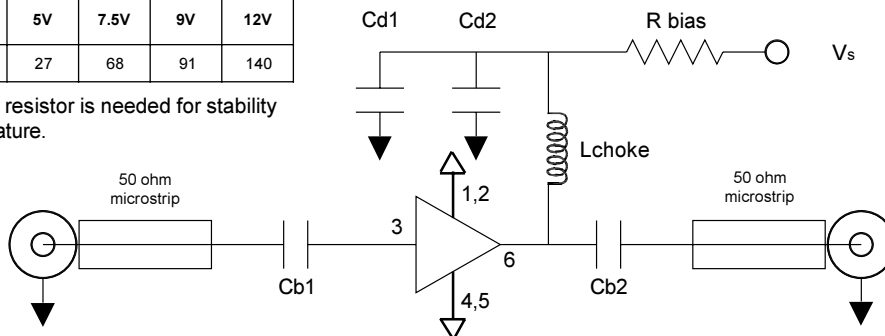 5V 7.5V 9V 12V
27 68 91 140
resistor is needed for stability
ature.
Cd1 Cd2 R bias
Vs
Lchoke
50 ohm
microstrip
50 ohm
microstrip
1,2
3
6
Cb1
Cb2
4,5